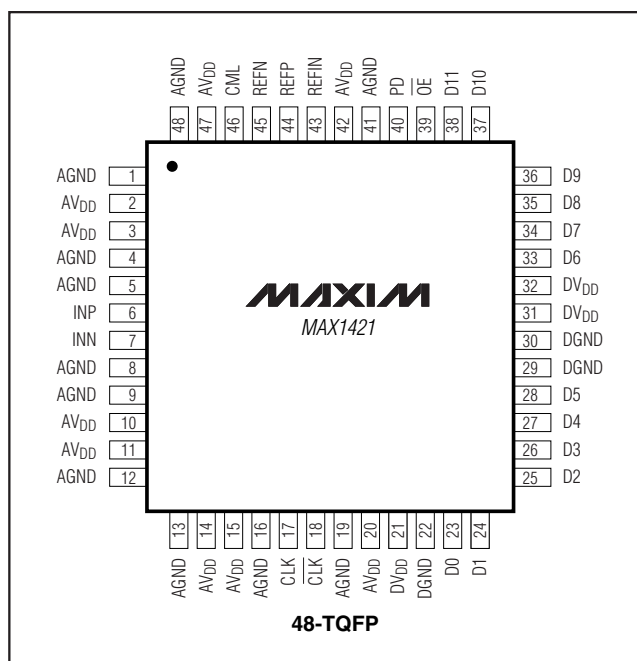 AGND AVDD CML REFN REFP REFIN AVDD AGND PD O̅E̅ D11 D10
48 47 46 45 44 43 42 41 40 39 38 37
AGND 1
AVDD 2
AVDD 3
AGND 4
AGND 5
INP 6
INN 7
AGND 8
AGND 9
AVDD 10
AVDD 11
AGND 12
MAXIM
MAX1421
36 D9
35 D8
34 D7
33 D6
32 DVDD
31 DVDD
30 DGND
29 DGND
28 D5
27 D4
26 D3
25 D2
13 14 15 16 17 18 19 20 21 22 23 24
AGND AVDD AVDD AGND CLK C̅L̅K̅ AGND AVDD DVDD DGND D0 D1
48-TQFP